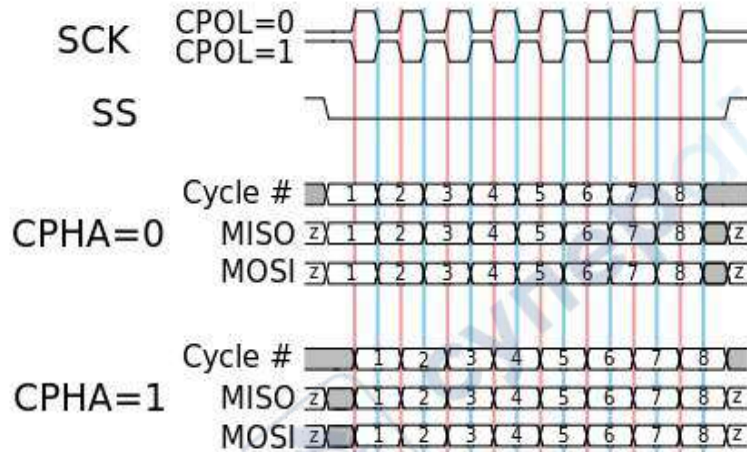 SCK CPOL=0
CPOL=1
SS
Cycle # 1 2 3 4 5 6 7 8
CPHA=0 MISO z 1 2 3 4 5 6 7 8 z
MOSI z 1 2 3 4 5 6 7 8 z
Cycle # 1 2 3 4 5 6 7 8
CPHA=1 MISO z 1 2 3 4 5 6 7 8 z
MOSI z 1 2 3 4 5 6 7 8 z